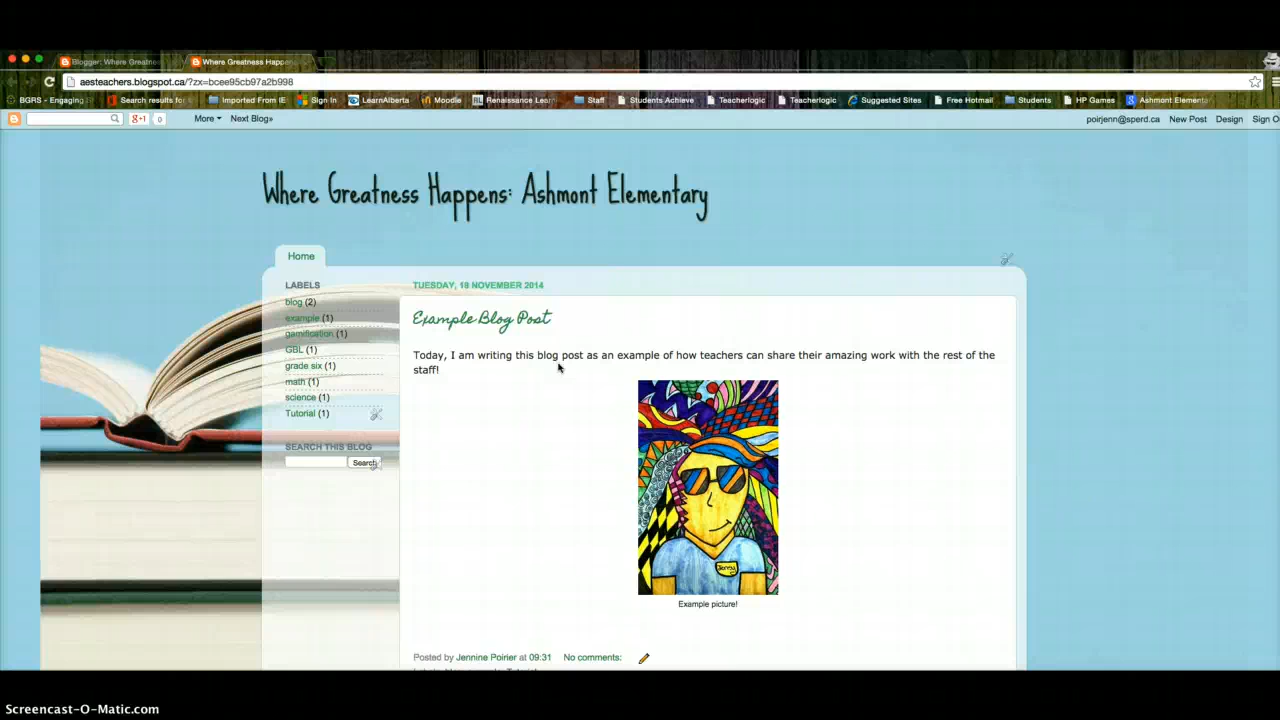 Blogger: Where Greatne
Where Greatness Happen
aesteachers.blogspot.ca/?zx=bcee95cb97a2b998
BGRS - Engaging Search results fo Imported From IE Sign In LearnAlberta Moodle Renaissance Learn Staff Students Achieve Teacherlogic Teacherlogic Suggested Sites Free Hotmail Students HP Games Ashmont Elementa
g+1 0 More Next Blog» poirjenn@sperd.ca New Post Design Sign O
Where Greatness Happens: Ashmont Elementary
Home
LABELS
blog (2)
example (1)
gamification (1)
GBL (1)
grade six (1)
math (1)
science (1)
Tutorial (1)
SEARCH THIS BLOG
Search
TUESDAY, 18 NOVEMBER 2014
Example Blog Post
Today, I am writing this blog post as an example of how teachers can share their amazing work with the rest of the
staff!
Example picture!
Posted by Jennine Poirier at 09:31 No comments:
Screencast-O-Matic.com